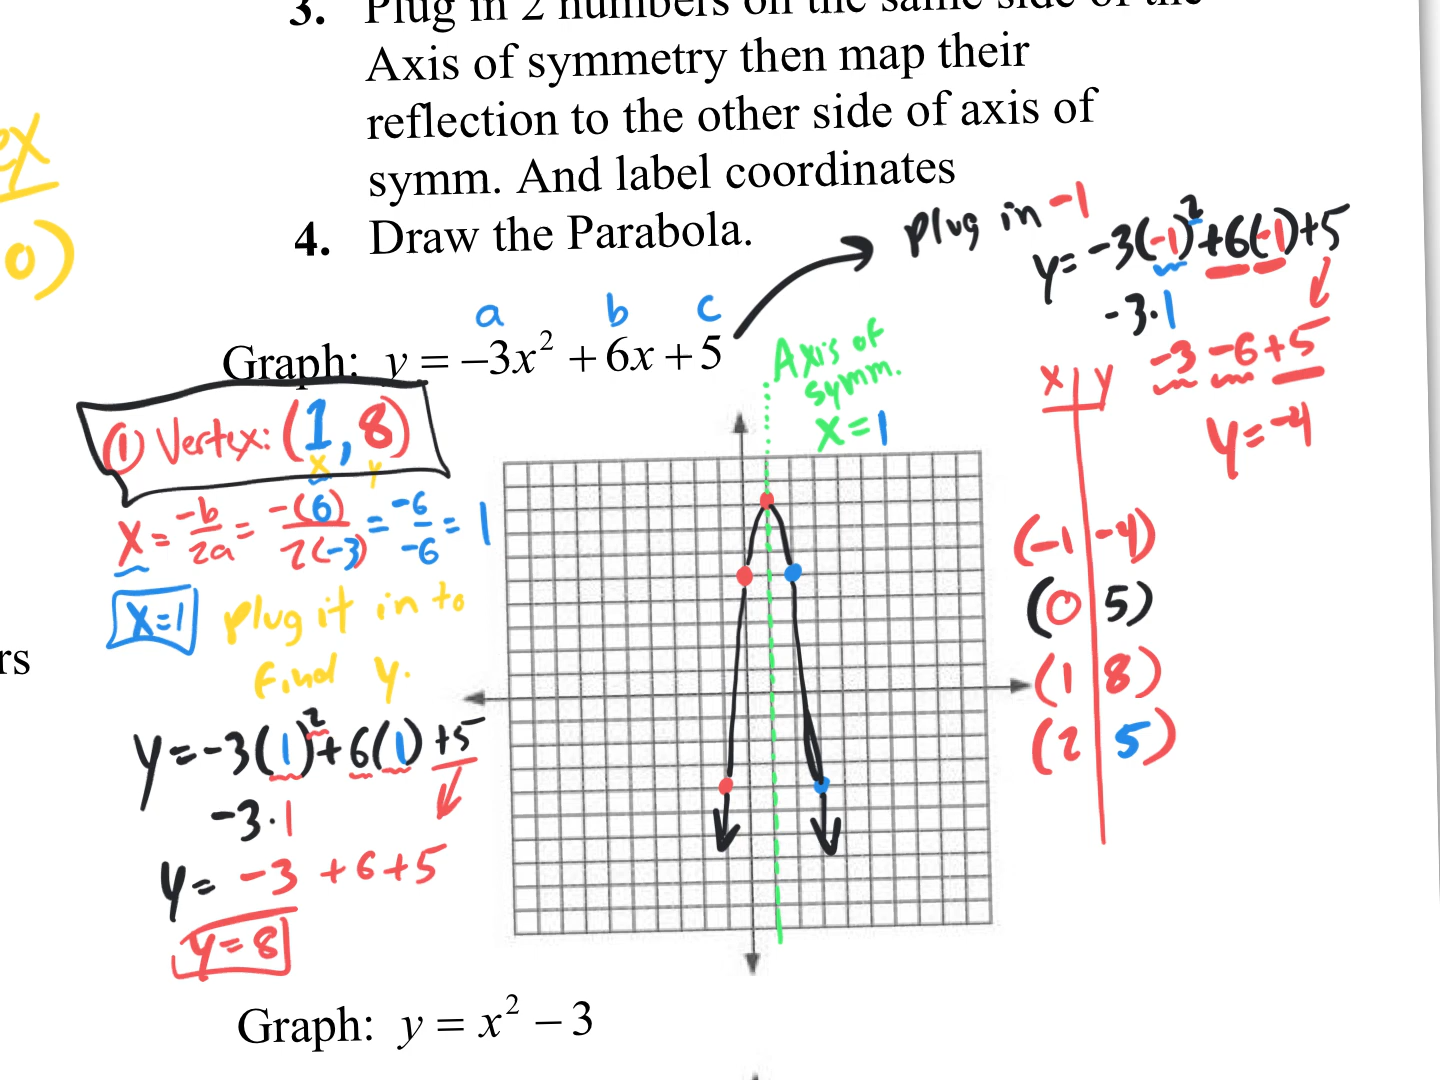 3. Plug in 2 numbers on the same side of the
Axis of symmetry then map their
reflection to the other side of axis of
symm. And label coordinates
4. Draw the Parabola.
ex
0)
rs
a b c
Graph: y = −3x² + 6x + 5
① Vertex: (1, 8)
x y
x = -b/2a = -(6)/2(-3) = -6/-6 = 1
x=1 plug it in to
find y.
y = -3(1)² + 6(1) + 5
-3·1
y = -3 + 6 + 5
y = 8
Axis of
symm.
x = 1
plug in -1
y = -3(-1)² + 6(-1) + 5
-3·1
-3 -6 +5
y = -4
x | y
(-1 | -4)
(0 | 5)
(1 | 8)
(2 | 5)
Graph: y = x² − 3